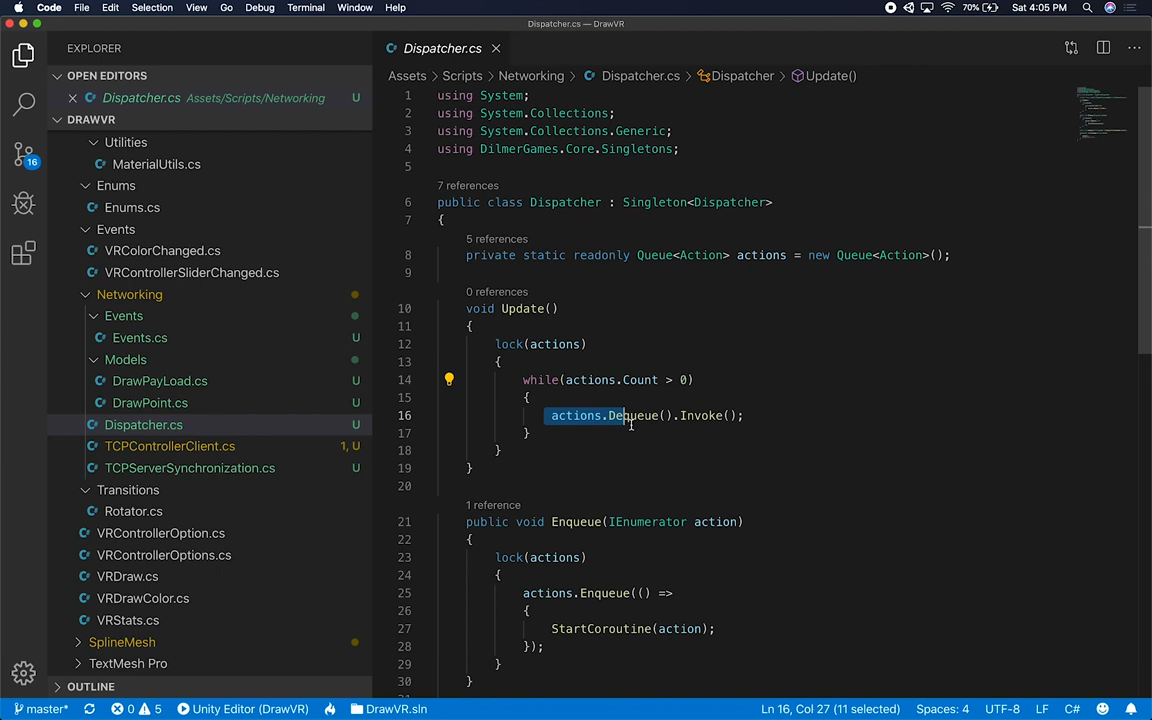 Code File Edit Selection View Go Debug Terminal Window Help 70% Sat 4:05 PM
Dispatcher.cs — DrawVR
EXPLORER
OPEN EDITORS
Dispatcher.cs Assets/Scripts/Networking U
DRAWVR
Utilities
MaterialUtils.cs
Enums
Enums.cs
Events
VRColorChanged.cs
VRControllerSliderChanged.cs
Networking
Events
Events.cs U
Models
DrawPayLoad.cs U
DrawPoint.cs U
Dispatcher.cs U
TCPControllerClient.cs 1, U
TCPServerSynchronization.cs U
Transitions
Rotator.cs
VRControllerOption.cs
VRControllerOptions.cs
VRDraw.cs
VRDrawColor.cs
VRStats.cs
SplineMesh
TextMesh Pro
OUTLINE
16
Dispatcher.cs
Assets > Scripts > Networking > Dispatcher.cs > Dispatcher > Update()
1 using System;
2 using System.Collections;
3 using System.Collections.Generic;
4 using DilmerGames.Core.Singletons;
5
7 references
6 public class Dispatcher : Singleton<Dispatcher>
7 {
5 references
8 private static readonly Queue<Action> actions = new Queue<Action>();
9
0 references
10 void Update()
11 {
12 lock(actions)
13 {
14 while(actions.Count > 0)
15 {
16 actions.Dequeue().Invoke();
17 }
18 }
19 }
20
1 reference
21 public void Enqueue(IEnumerator action)
22 {
23 lock(actions)
24 {
25 actions.Enqueue(() =>
26 {
27 StartCoroutine(action);
28 });
29 }
30 }
master* 0 5 Unity Editor (DrawVR) DrawVR.sln Ln 16, Col 27 (11 selected) Spaces: 4 UTF-8 LF C#